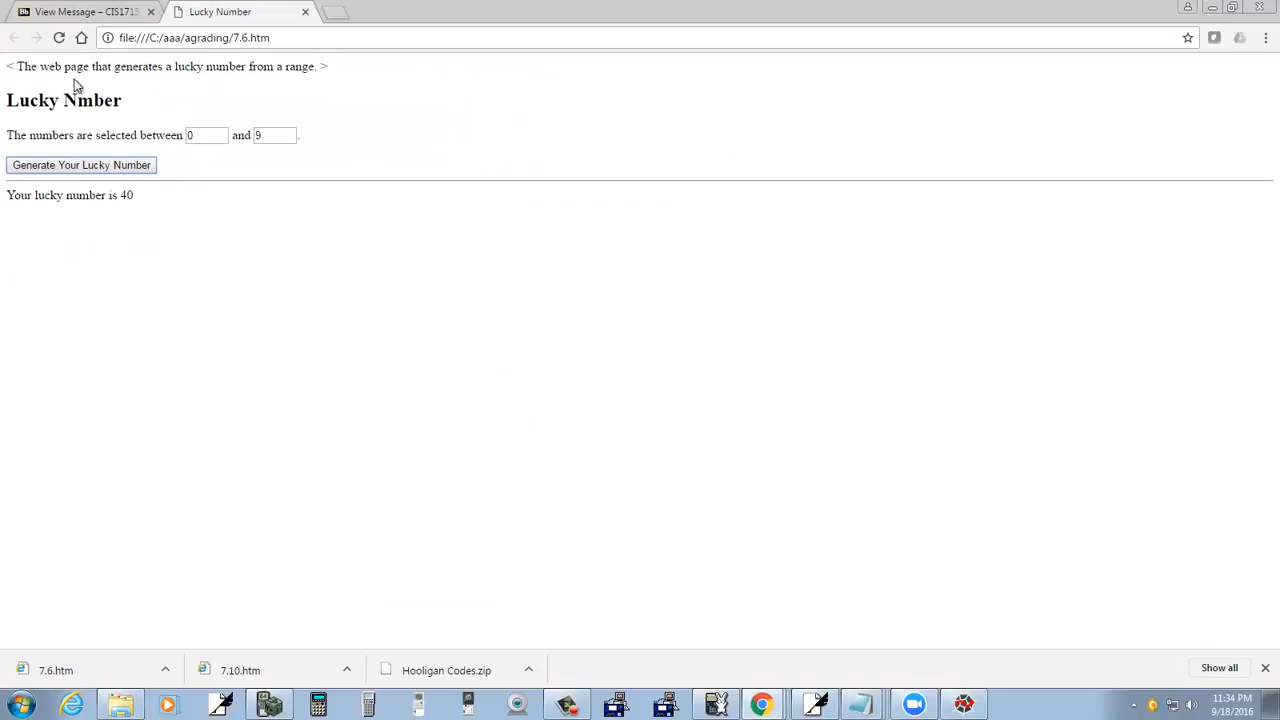 View Message – CIS1715
Lucky Number
file:///C:/aaa/agrading/7.6.htm
< The web page that generates a lucky number from a range. >
Lucky Nmber
The numbers are selected between 0 and 9 .
Generate Your Lucky Number
Your lucky number is 40
7.6.htm
7.10.htm
Hooligan Codes.zip
Show all
11:34 PM
9/18/2016